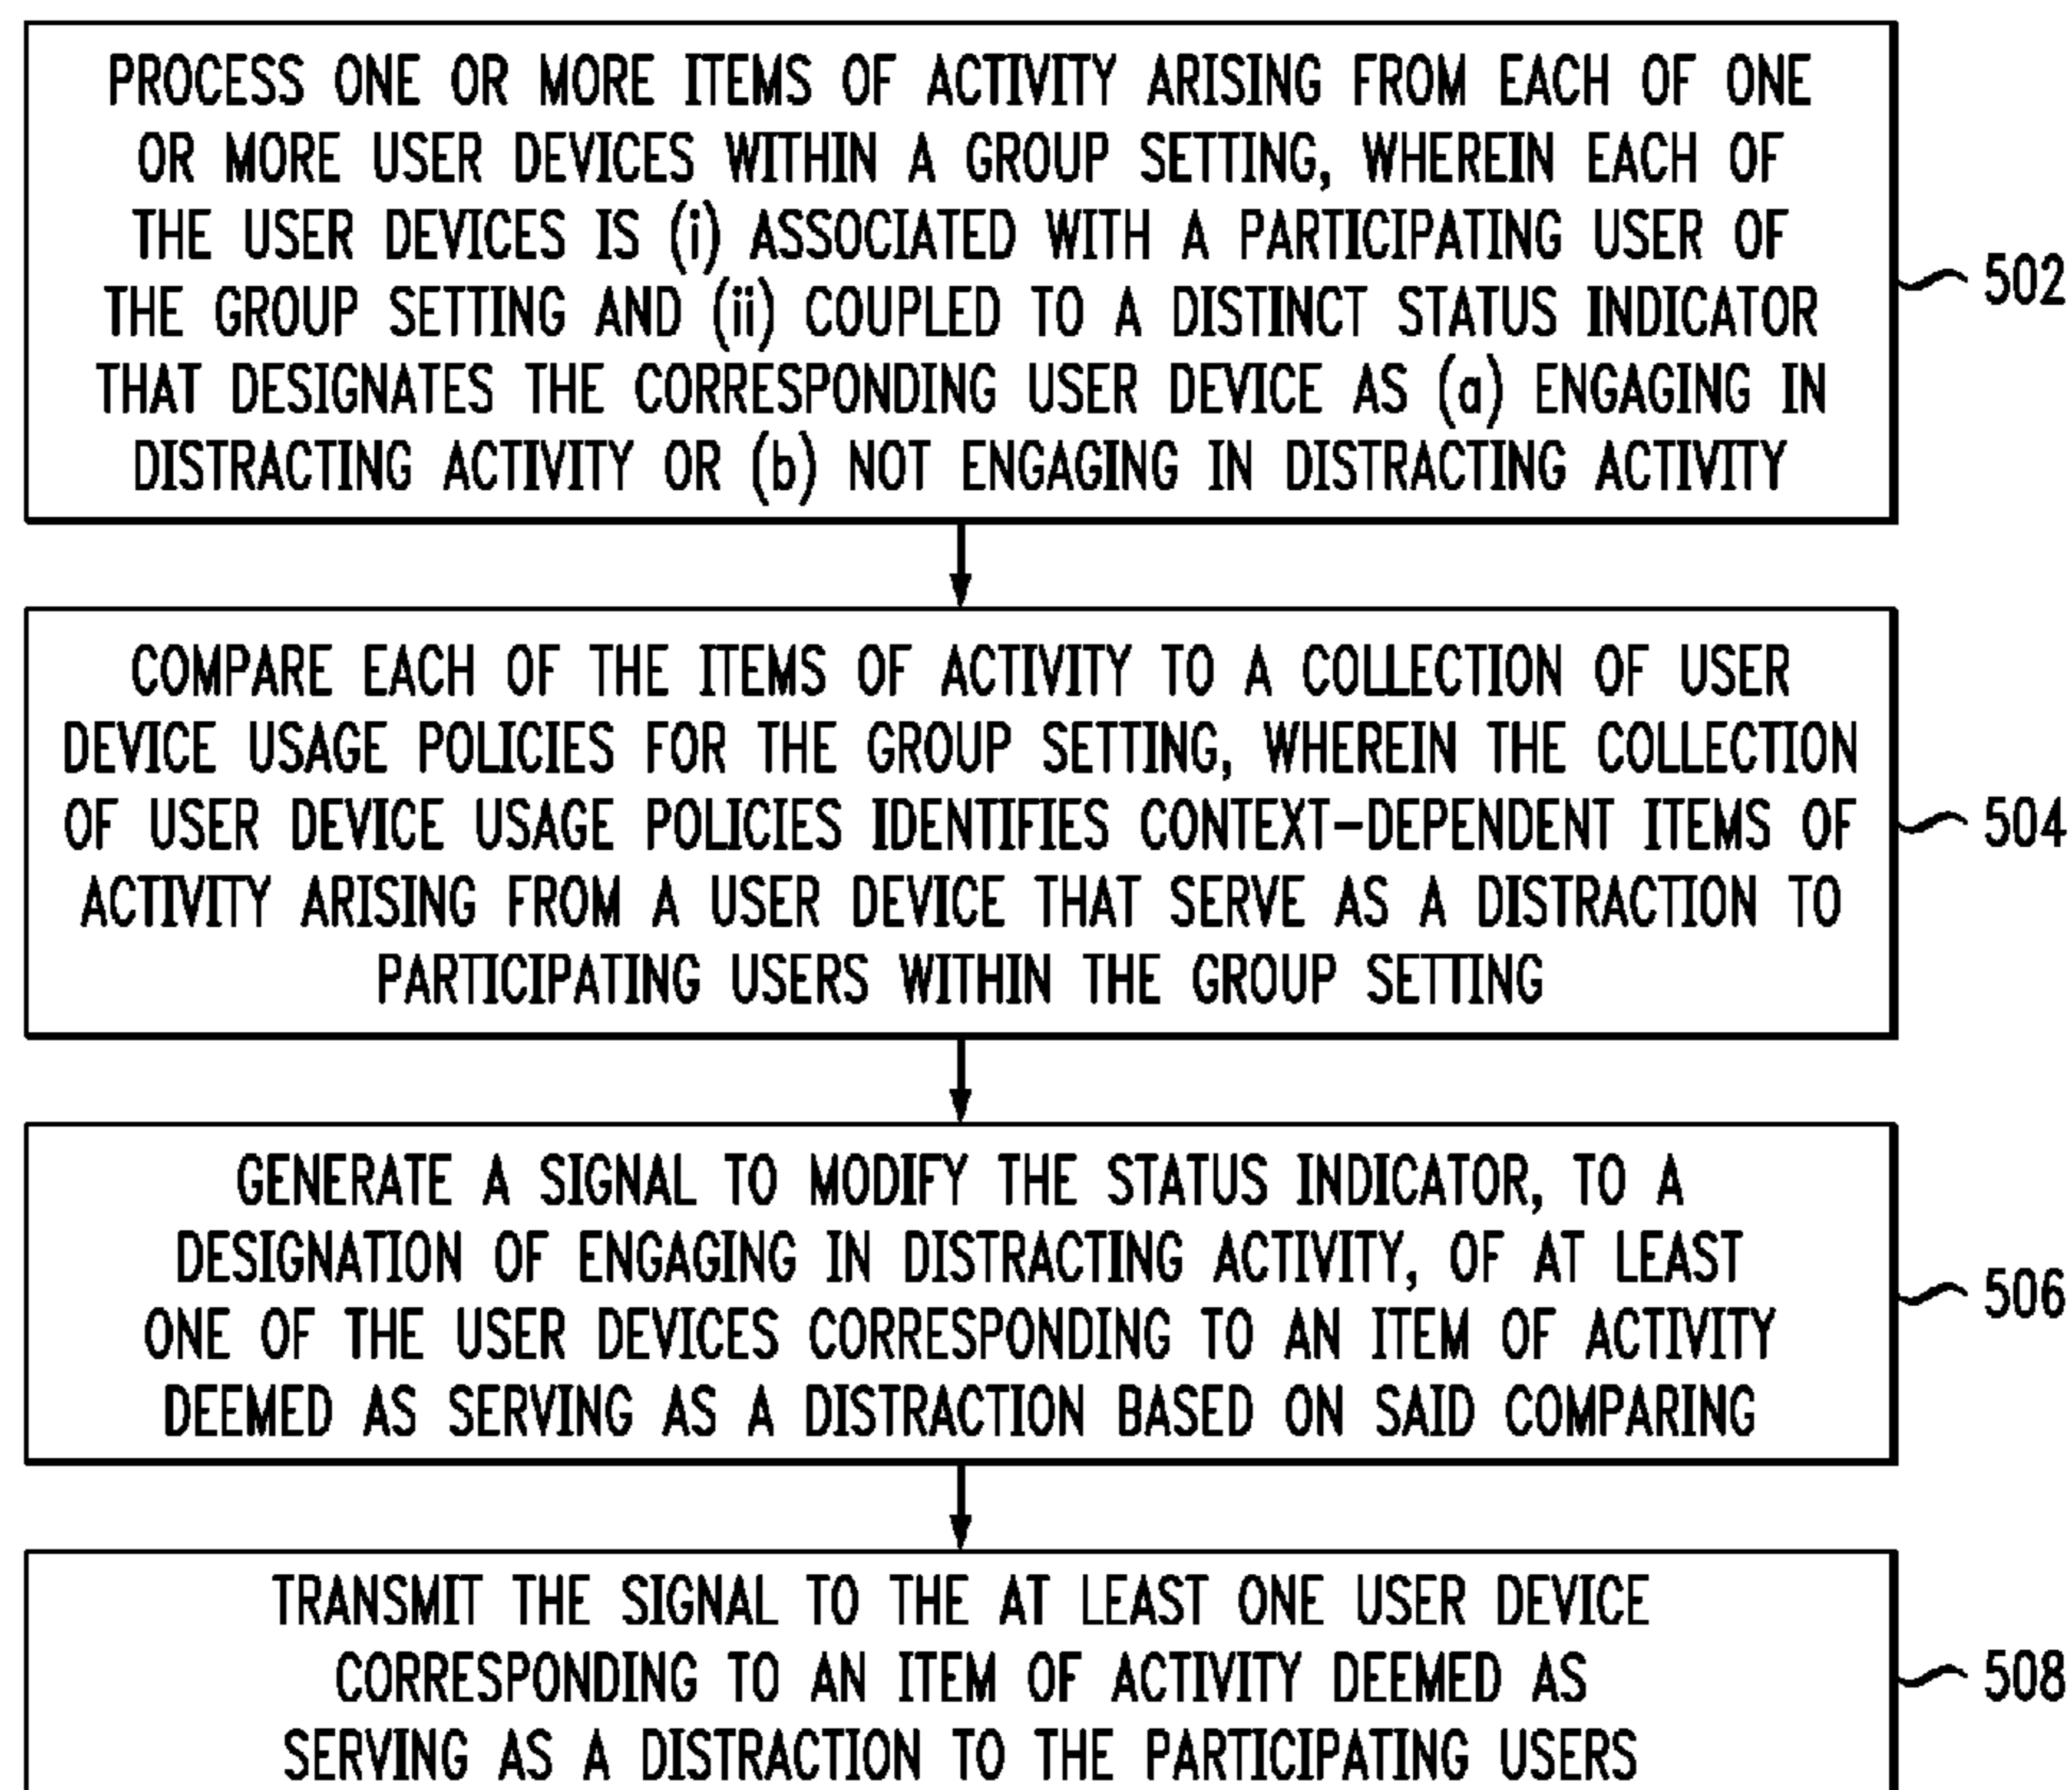 PROCESS ONE OR MORE ITEMS OF ACTIVITY ARISING FROM EACH OF ONE
OR MORE USER DEVICES WITHIN A GROUP SETTING, WHEREIN EACH OF
THE USER DEVICES IS (i) ASSOCIATED WITH A PARTICIPATING USER OF
THE GROUP SETTING AND (ii) COUPLED TO A DISTINCT STATUS INDICATOR
THAT DESIGNATES THE CORRESPONDING USER DEVICE AS (a) ENGAGING IN
DISTRACTING ACTIVITY OR (b) NOT ENGAGING IN DISTRACTING ACTIVITY
502
COMPARE EACH OF THE ITEMS OF ACTIVITY TO A COLLECTION OF USER
DEVICE USAGE POLICIES FOR THE GROUP SETTING, WHEREIN THE COLLECTION
OF USER DEVICE USAGE POLICIES IDENTIFIES CONTEXT-DEPENDENT ITEMS OF
ACTIVITY ARISING FROM A USER DEVICE THAT SERVE AS A DISTRACTION TO
PARTICIPATING USERS WITHIN THE GROUP SETTING
504
GENERATE A SIGNAL TO MODIFY THE STATUS INDICATOR, TO A
DESIGNATION OF ENGAGING IN DISTRACTING ACTIVITY, OF AT LEAST
ONE OF THE USER DEVICES CORRESPONDING TO AN ITEM OF ACTIVITY
DEEMED AS SERVING AS A DISTRACTION BASED ON SAID COMPARING
506
TRANSMIT THE SIGNAL TO THE AT LEAST ONE USER DEVICE
CORRESPONDING TO AN ITEM OF ACTIVITY DEEMED AS
SERVING AS A DISTRACTION TO THE PARTICIPATING USERS
508